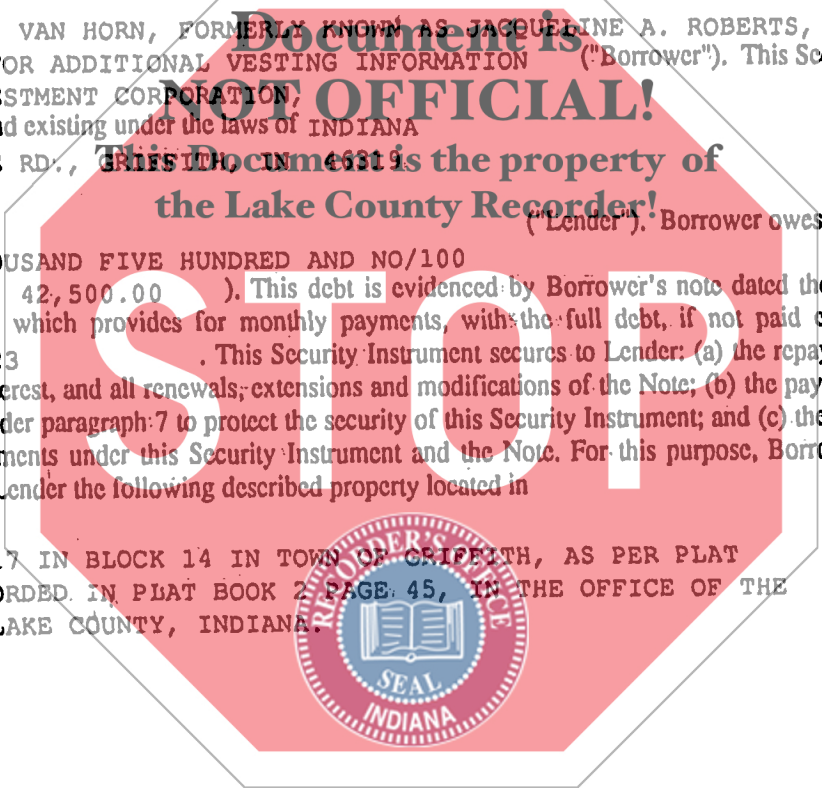 VAN HORN, FORMERLY KNOWN AS JACQUELINE A. ROBERTS,
Document is
OR ADDITIONAL VESTING INFORMATION ("Borrower"). This Sec
STMENT CORPORATION,
NOT OFFICIAL!
d existing under the laws of INDIANA
RD., GRIFFITH, IN 46319
This Document is the property of
the Lake County Recorder!
("Lender"). Borrower owes
USAND FIVE HUNDRED AND NO/100
42,500.00 ). This debt is evidenced by Borrower's note dated the
which provides for monthly payments, with the full debt, if not paid e
3 . This Security Instrument secures to Lender: (a) the repay
erest, and all renewals, extensions and modifications of the Note; (b) the pay
der paragraph 7 to protect the security of this Security Instrument; and (c) the
ments under this Security Instrument and the Note. For this purpose, Borro
ender the following described property located in
STOP
7 IN BLOCK 14 IN TOWN OF GRIFFITH, AS PER PLAT
RDED IN PLAT BOOK 2 PAGE 45, IN THE OFFICE OF THE
LAKE COUNTY, INDIANA.
RECORDER'S OFFICE
SEAL
INDIANA